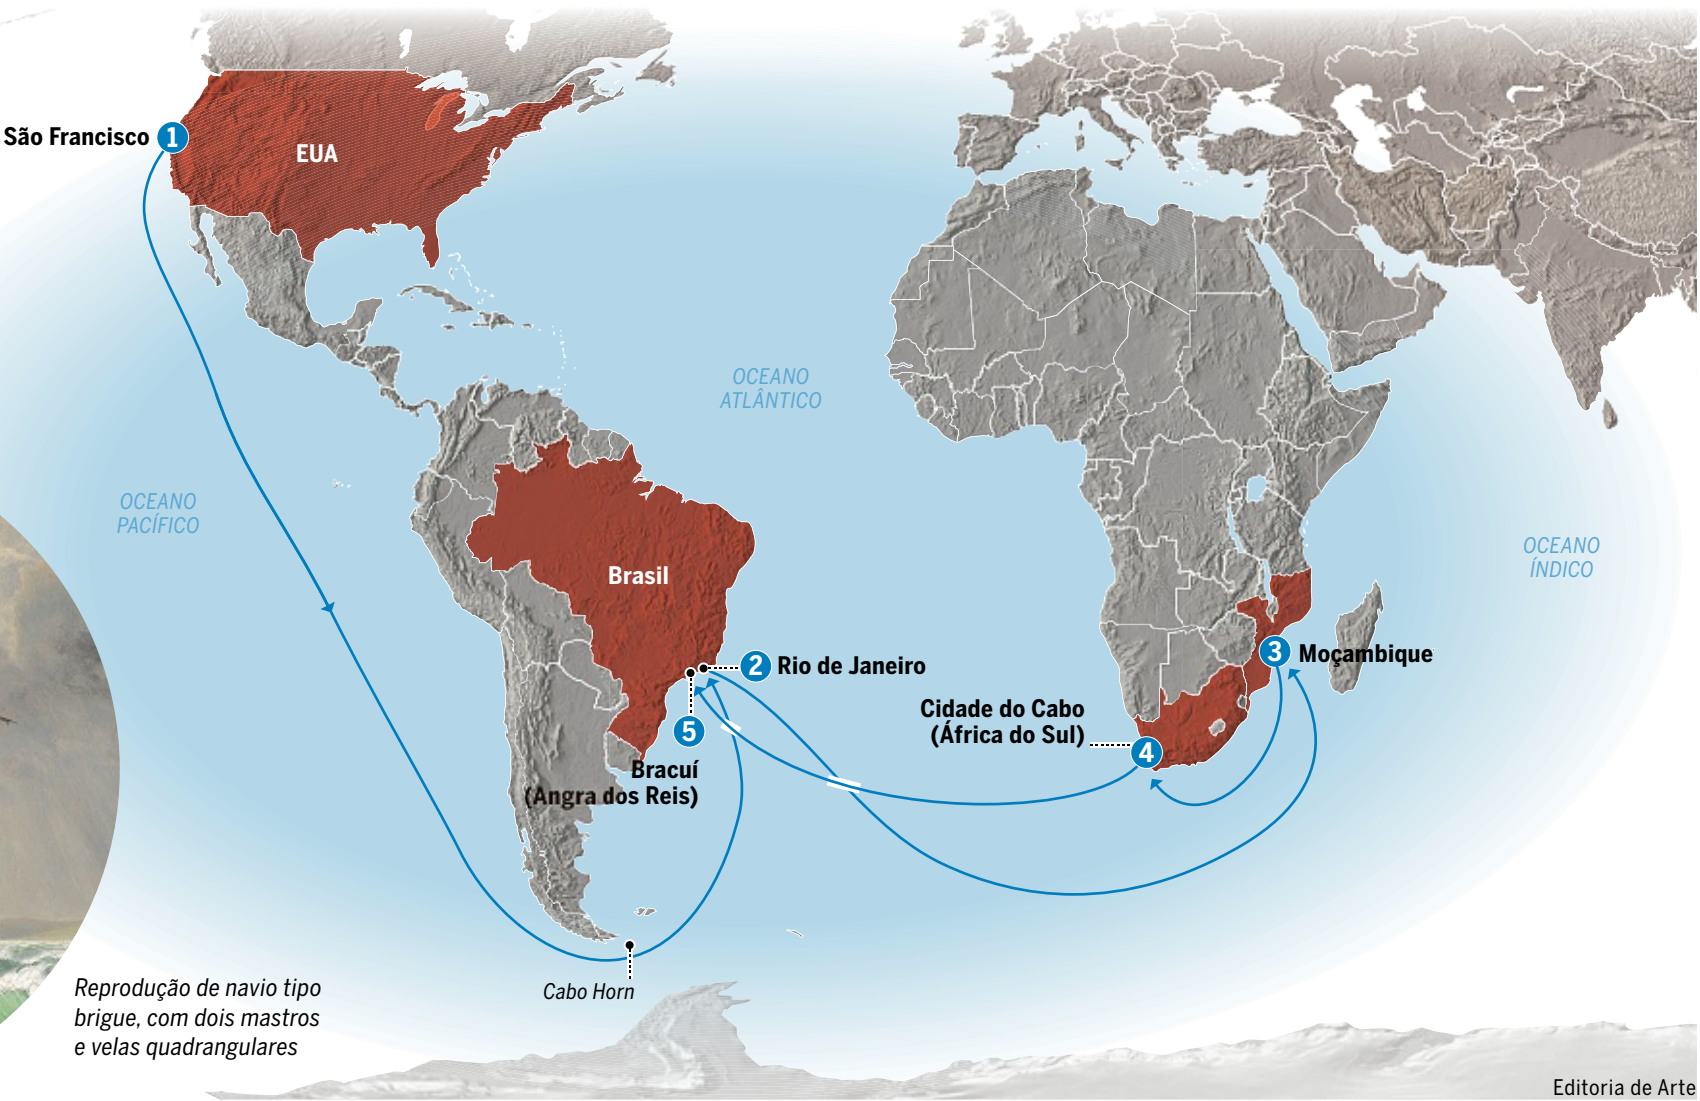 São Francisco 1
EUA
OCEANO
ATLÂNTICO
OCEANO
PACÍFICO
OCEANO
ÍNDICO
Brasil
2 Rio de Janeiro
3 Moçambique
Cidade do Cabo
(África do Sul)
4
5
Bracuí
(Angra dos Reis)
Cabo Horn
Reprodução de navio tipo
brigue, com dois mastros
e velas quadrangulares
Editoria de Arte